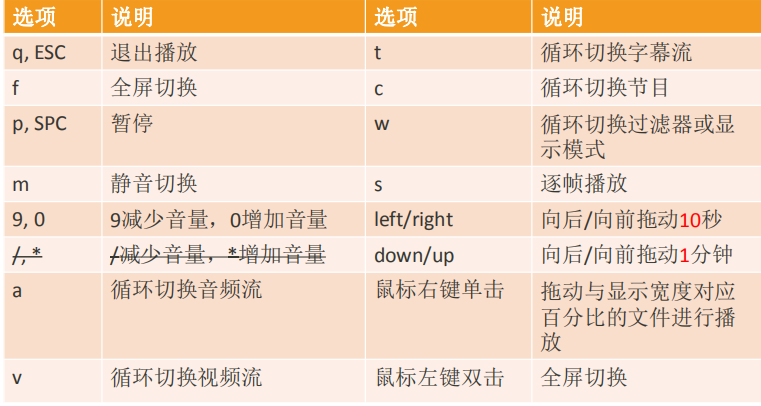 选项 说明 选项 说明
q, ESC 退出播放 t 循环切换字幕流
f 全屏切换 c 循环切换节目
p, SPC 暂停 w 循环切换过滤器或显
示模式
m 静音切换 s 逐帧播放
9, 0 9减少音量，0增加音量 left/right 向后/向前拖动10秒
/, * /减少音量，*增加音量 down/up 向后/向前拖动1分钟
a 循环切换音频流 鼠标右键单击 拖动与显示宽度对应
百分比的文件进行播
放
v 循环切换视频流 鼠标左键双击 全屏切换